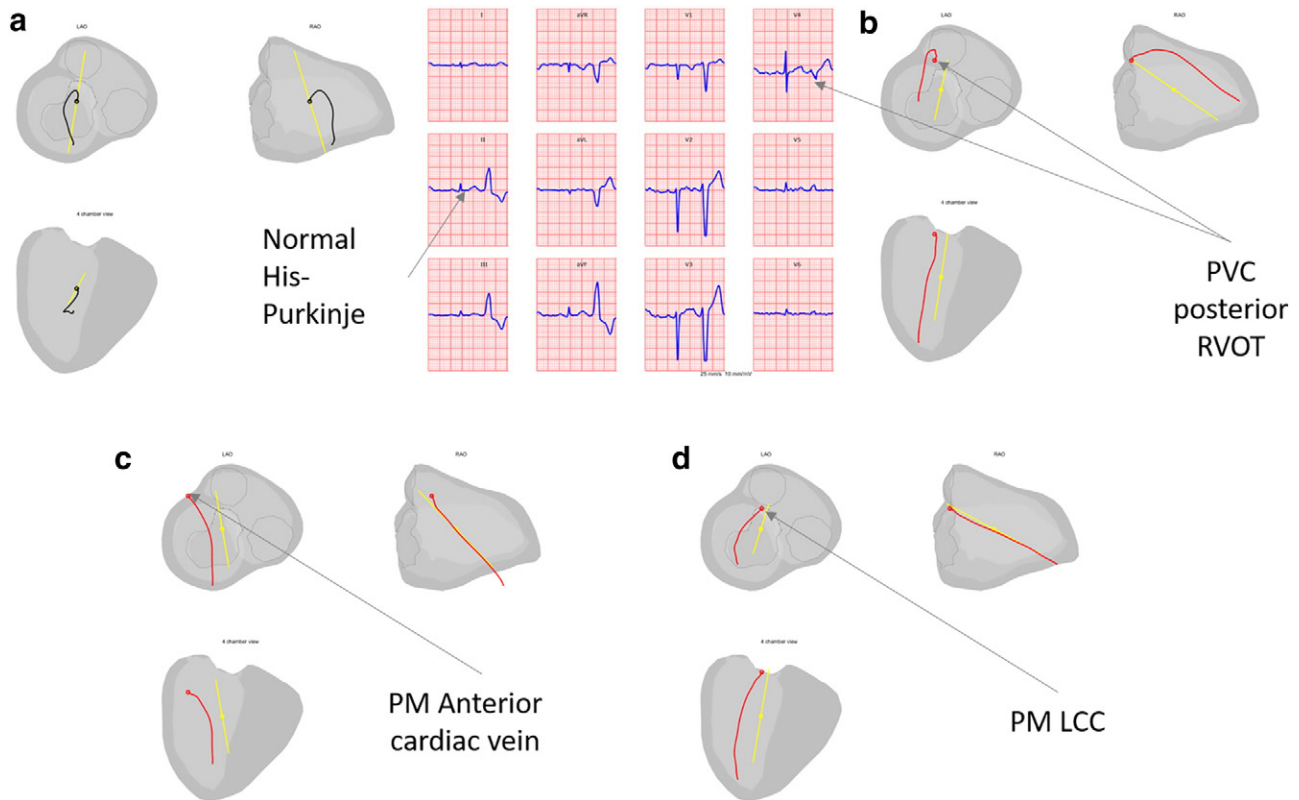 a
LAO
RAO
4 chamber view
Normal
His-
Purkinje
I
aVR
V1
V4
II
aVL
V2
V5
III
aVF
V3
V6
25 mm/s 10 mm/mV
b
LAO
RAO
4 chamber view
PVC
posterior
RVOT
c
LAO
RAO
4 chamber view
PM Anterior
cardiac vein
d
LAO
RAO
4 chamber view
PM LCC